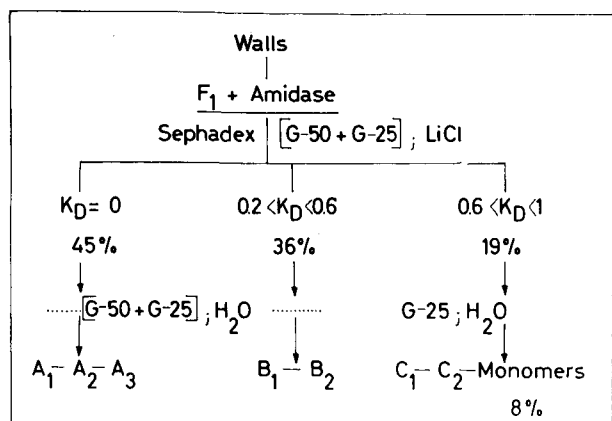 Walls
F1 + Amidase
Sephadex [G-50 + G-25] ; LiCl
KD = 0 0.2 <KD<0.6 0.6 <KD<1
45% 36% 19%
[G-50 + G-25] ; H2O G-25 ; H2O
A1 - A2 - A3 B1 - B2 C1 - C2 - Monomers
8%